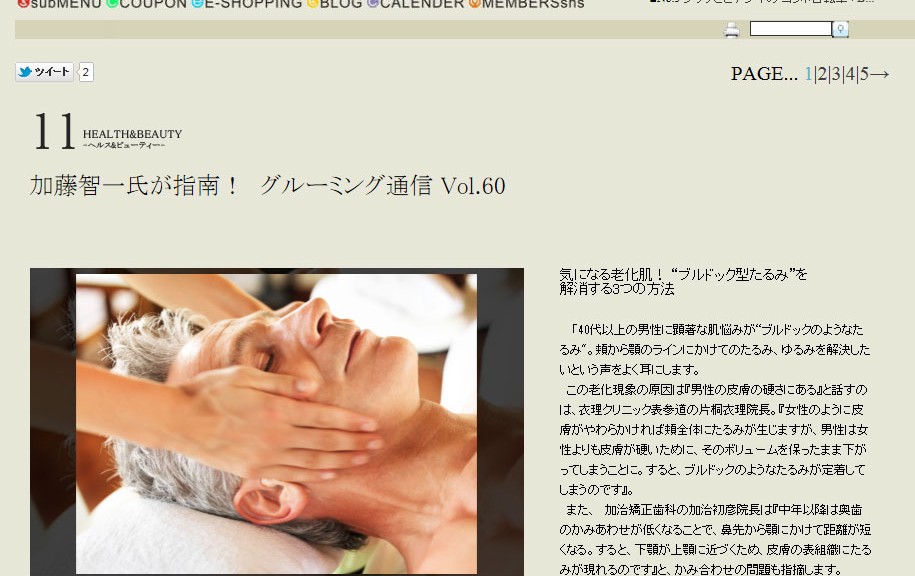 subMENU COUPON E-SHOPPING BLOG CALENDER MEMBERSsns
ツイート 2
PAGE... 1|2|3|4|5→
11 HEALTH&BEAUTY
~ヘルス&ビューティー~
加藤智一氏が指南！ グルーミング通信 Vol.60
気になる老化肌！ “ブルドック型たるみ”を
解消する3つの方法
「40代以上の男性に顕著な肌悩みが“ブルドックのようなた
るみ”。頬から顎のラインにかけてのたるみ、ゆるみを解決した
いという声をよく耳にします。
この老化現象の原因は『男性の皮膚の硬さにある』と話すの
は、衣理クリニック表参道の片桐衣理院長。『女性のように皮
膚がやわらかければ頬全体にたるみが生じますが、男性は女
性よりも皮膚が硬いために、そのボリュームを保ったまま下が
ってしまうことに。すると、ブルドックのようなたるみが定着して
しまうのです』。
また、 加治矯正歯科の加治初彦院長は『中年以降は奥歯
のかみあわせが低くなることで、鼻先から顎にかけて距離が短
くなる。すると、下顎が上顎に近づくため、皮膚の表組織にたる
みが現れるのです』と、かみ合わせの問題も指摘します。